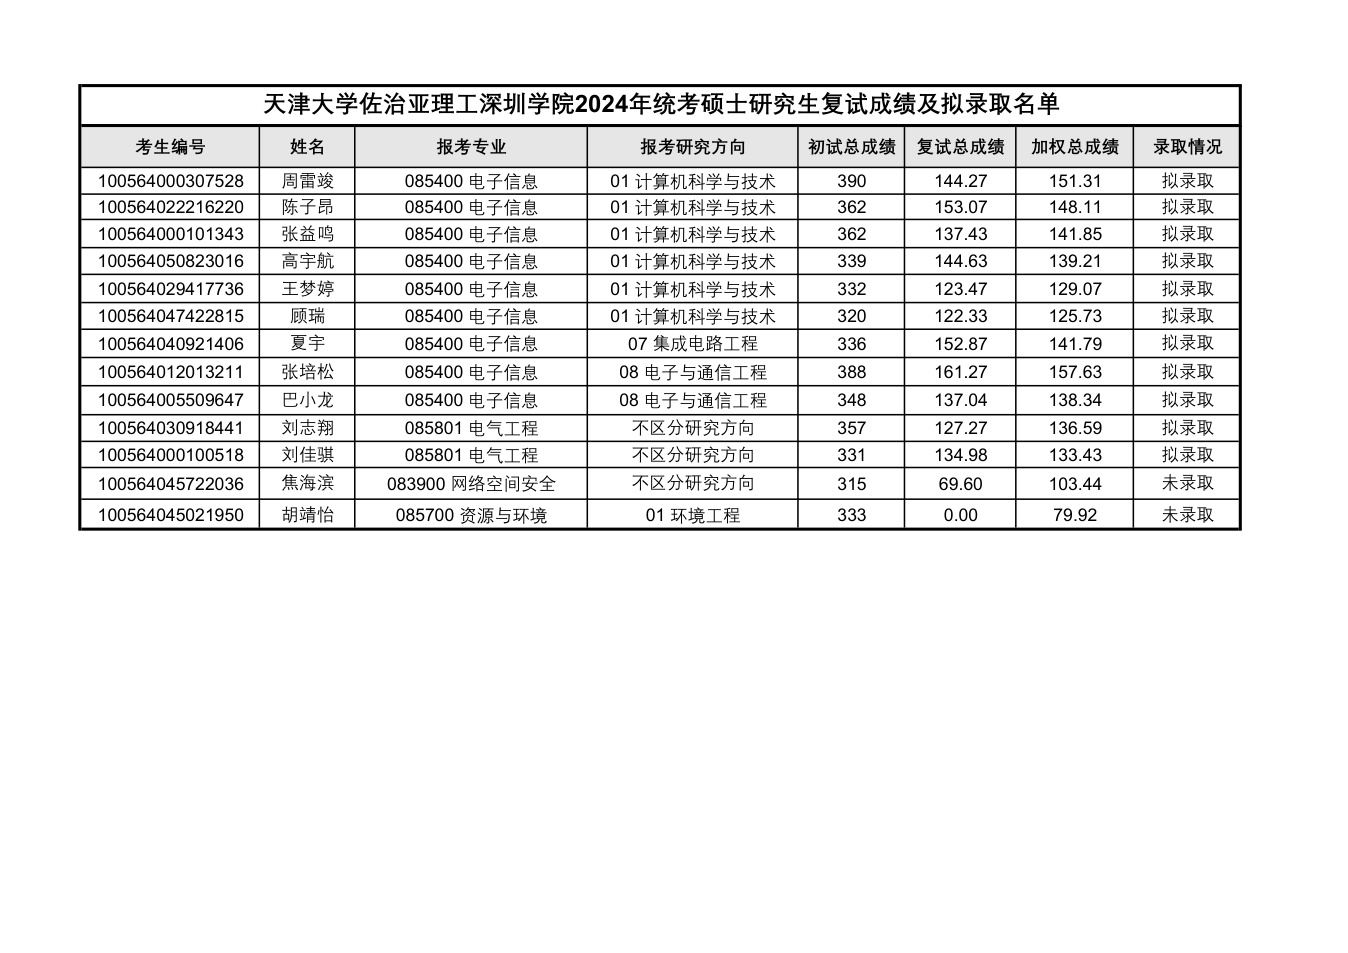 天津大学佐治亚理工深圳学院2024年统考硕士研究生复试成绩及拟录取名单
考生编号 姓名 报考专业 报考研究方向 初试总成绩 复试总成绩 加权总成绩 录取情况
100564000307528 周雷竣 085400 电子信息 01 计算机科学与技术 390 144.27 151.31 拟录取
100564022216220 陈子昂 085400 电子信息 01 计算机科学与技术 362 153.07 148.11 拟录取
100564000101343 张益鸣 085400 电子信息 01 计算机科学与技术 362 137.43 141.85 拟录取
100564050823016 高宇航 085400 电子信息 01 计算机科学与技术 339 144.63 139.21 拟录取
100564029417736 王梦婷 085400 电子信息 01 计算机科学与技术 332 123.47 129.07 拟录取
100564047422815 顾瑞 085400 电子信息 01 计算机科学与技术 320 122.33 125.73 拟录取
100564040921406 夏宇 085400 电子信息 07 集成电路工程 336 152.87 141.79 拟录取
100564012013211 张培松 085400 电子信息 08 电子与通信工程 388 161.27 157.63 拟录取
100564005509647 巴小龙 085400 电子信息 08 电子与通信工程 348 137.04 138.34 拟录取
100564030918441 刘志翔 085801 电气工程 不区分研究方向 357 127.27 136.59 拟录取
100564000100518 刘佳骐 085801 电气工程 不区分研究方向 331 134.98 133.43 拟录取
100564045722036 焦海滨 083900 网络空间安全 不区分研究方向 315 69.60 103.44 未录取
100564045021950 胡靖怡 085700 资源与环境 01 环境工程 333 0.00 79.92 未录取